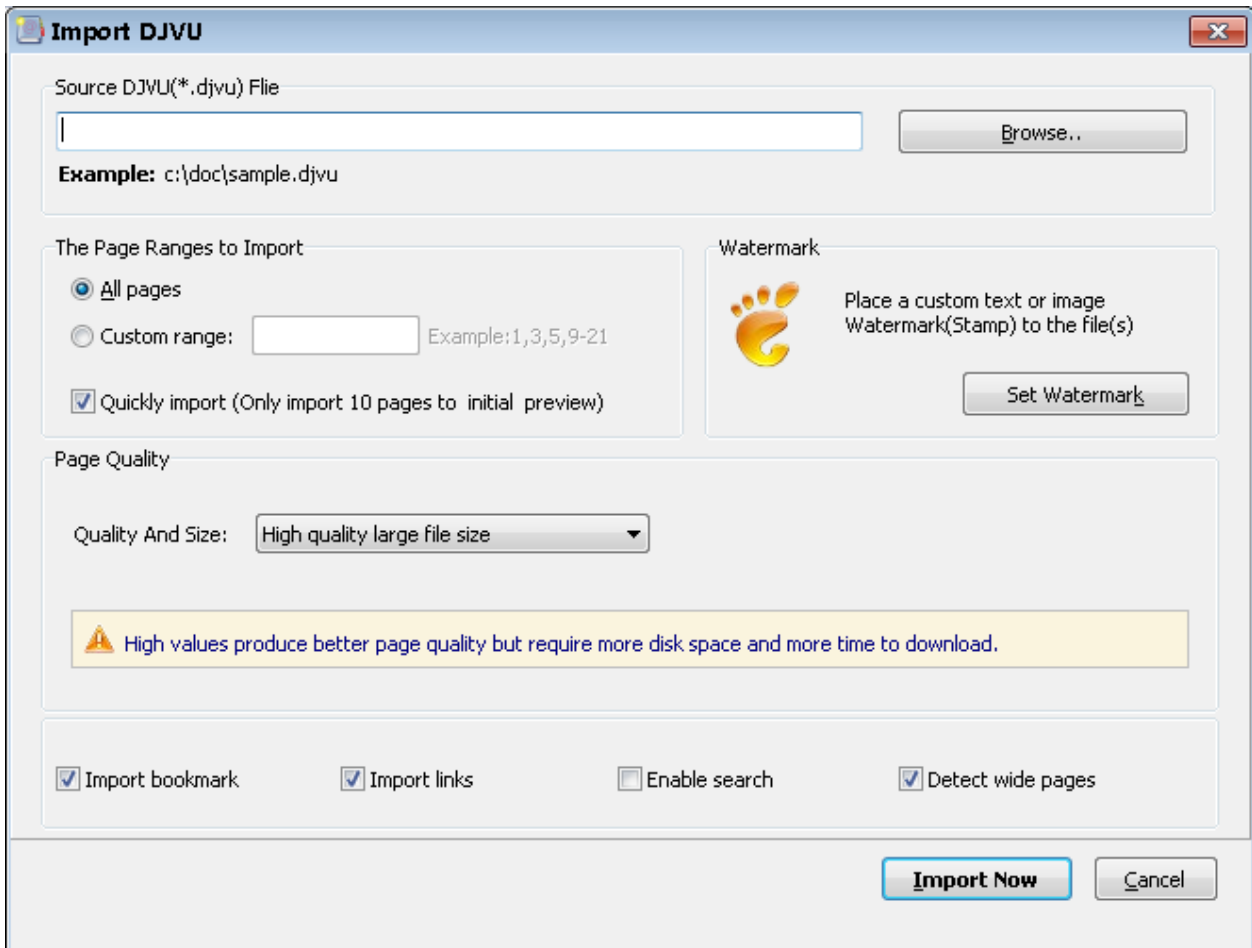 Import DJVU
Source DJVU(*.djvu) Flie
Browse..
Example: c:\doc\sample.djvu
The Page Ranges to Import
All pages
Custom range: Example:1,3,5,9-21
Quickly import (Only import 10 pages to  initial  preview)
Watermark
Place a custom text or image
Watermark(Stamp) to the file(s)
Set Watermark
Page Quality
Quality And Size: High quality large file size
High values produce better page quality but require more disk space and more time to download.
Import bookmark Import links Enable search Detect wide pages
Import Now Cancel